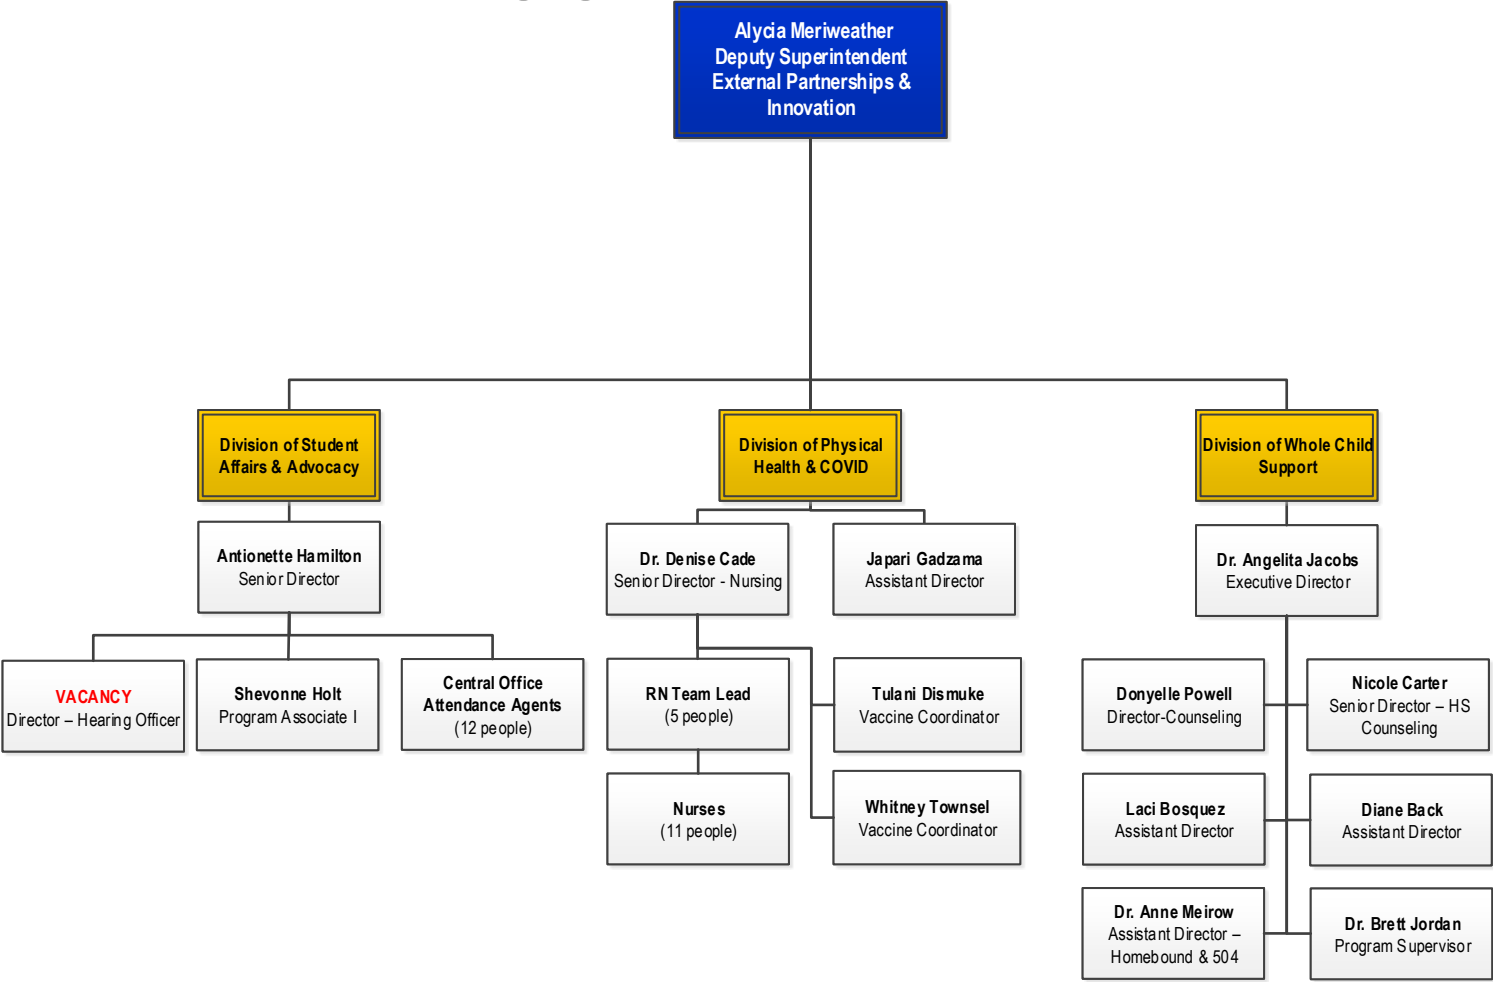 Alycia Meriweather
Deputy Superintendent
External Partnerships &
Innovation
Division of Student
Affairs & Advocacy
Division of Physical
Health & COVID
Division of Whole Child
Support
Antionette Hamilton
Senior Director
Dr. Denise Cade
Senior Director - Nursing
Japari Gadzama
Assistant Director
Dr. Angelita Jacobs
Executive Director
VACANCY
Director – Hearing Officer
Shevonne Holt
Program Associate I
Central Office
Attendance Agents
(12 people)
RN Team Lead
(5 people)
Tulani Dismuke
Vaccine Coordinator
Donyelle Powell
Director-Counseling
Nicole Carter
Senior Director – HS
Counseling
Nurses
(11 people)
Whitney Townsel
Vaccine Coordinator
Laci Bosquez
Assistant Director
Diane Back
Assistant Director
Dr. Anne Meirow
Assistant Director –
Homebound & 504
Dr. Brett Jordan
Program Supervisor